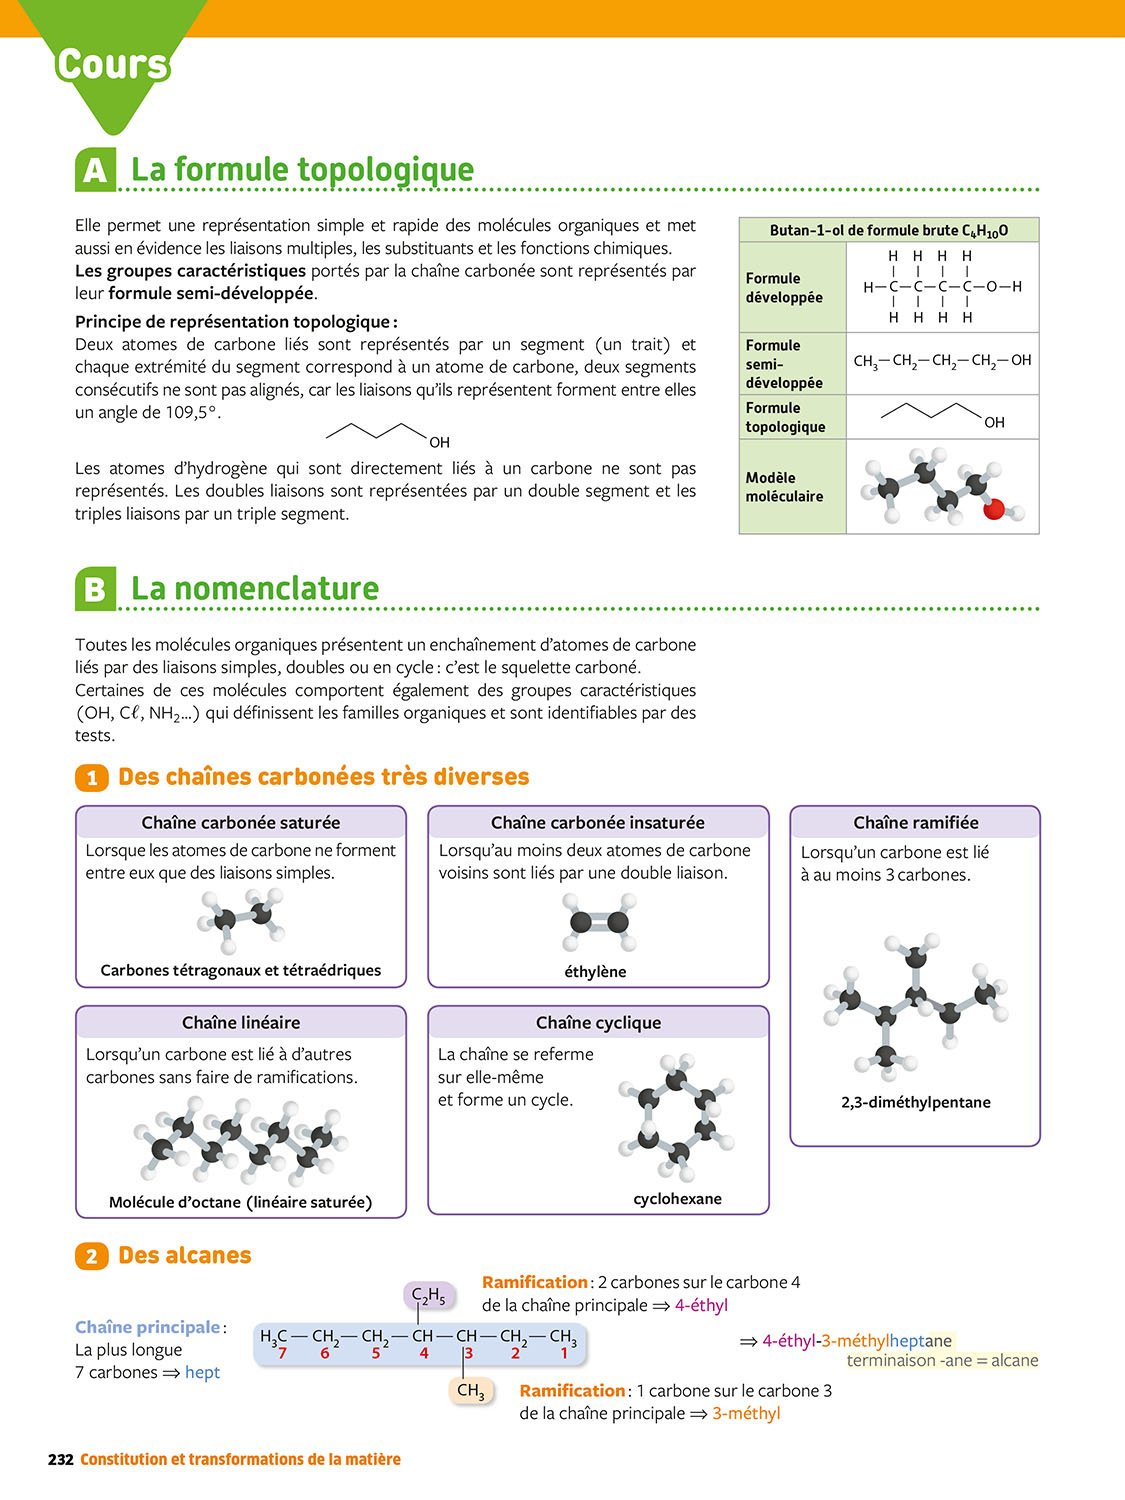 Cours
A La formule topologique
Elle permet une représentation simple et rapide des molécules organiques et met
aussi en évidence les liaisons multiples, les substituants et les fonctions chimiques.
Les groupes caractéristiques portés par la chaîne carbonée sont représentés par
leur formule semi-développée.
Principe de représentation topologique :
Deux atomes de carbone liés sont représentés par un segment (un trait) et
chaque extrémité du segment correspond à un atome de carbone, deux segments
consécutifs ne sont pas alignés, car les liaisons qu'ils représentent forment entre elles
un angle de 109,5°.
OH
Les atomes d'hydrogène qui sont directement liés à un carbone ne sont pas
représentés. Les doubles liaisons sont représentées par un double segment et les
triples liaisons par un triple segment.
Butan-1-ol de formule brute C₄H₁₀O
Formule
développée
H H H H
H—C—C—C—C—O—H
H H H H
Formule
semi-
développée
CH₃—CH₂—CH₂—CH₂—OH
Formule
topologique
OH
Modèle
moléculaire
B La nomenclature
Toutes les molécules organiques présentent un enchaînement d'atomes de carbone
liés par des liaisons simples, doubles ou en cycle : c'est le squelette carboné.
Certaines de ces molécules comportent également des groupes caractéristiques
(OH, Cℓ, NH₂…) qui définissent les familles organiques et sont identifiables par des
tests.
1 Des chaînes carbonées très diverses
Chaîne carbonée saturée
Lorsque les atomes de carbone ne forment
entre eux que des liaisons simples.
Carbones tétragonaux et tétraédriques
Chaîne carbonée insaturée
Lorsqu'au moins deux atomes de carbone
voisins sont liés par une double liaison.
éthylène
Chaîne ramifiée
Lorsqu'un carbone est lié
à au moins 3 carbones.
2,3-diméthylpentane
Chaîne linéaire
Lorsqu'un carbone est lié à d'autres
carbones sans faire de ramifications.
Molécule d'octane (linéaire saturée)
Chaîne cyclique
La chaîne se referme
sur elle-même
et forme un cycle.
cyclohexane
2 Des alcanes
Ramification : 2 carbones sur le carbone 4
de la chaîne principale ⇒ 4-éthyl
C₂H₅
Chaîne principale :
La plus longue
7 carbones ⇒ hept
H₃C — CH₂ — CH₂ — CH — CH — CH₂ — CH₃
7 6 5 4 3 2 1
CH₃
⇒ 4-éthyl-3-méthylheptane
terminaison -ane = alcane
Ramification : 1 carbone sur le carbone 3
de la chaîne principale ⇒ 3-méthyl
232 Constitution et transformations de la matière